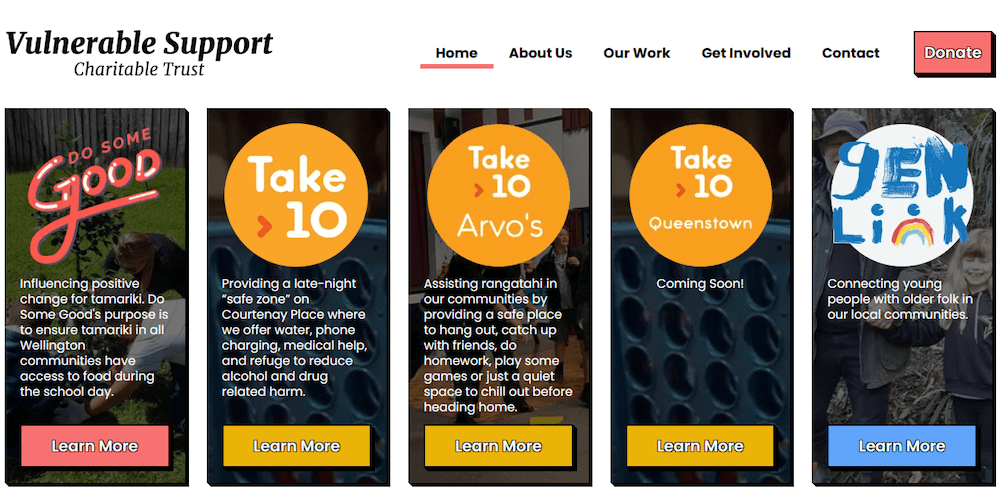 Vulnerable Support
Charitable Trust
Home
About Us
Our Work
Get Involved
Contact
Donate
DO SOME
Good
Influencing positive
change for tamariki. Do
Some Good's purpose is
to ensure tamariki in all
Wellington
communities have
access to food during
the school day.
Learn More
Take
> 10
Providing a late-night
“safe zone” on
Courtenay Place where
we offer water, phone
charging, medical help,
and refuge to reduce
alcohol and drug
related harm.
Learn More
Take
> 10
Arvo's
Assisting rangatahi in
our communities by
providing a safe place
to hang out, catch up
with friends, do
homework, play some
games or just a quiet
space to chill out before
heading home.
Learn More
Take
> 10
Queenstown
Coming Soon!
Learn More
GEN
Link
Connecting young
people with older folk in
our local communities.
Learn More